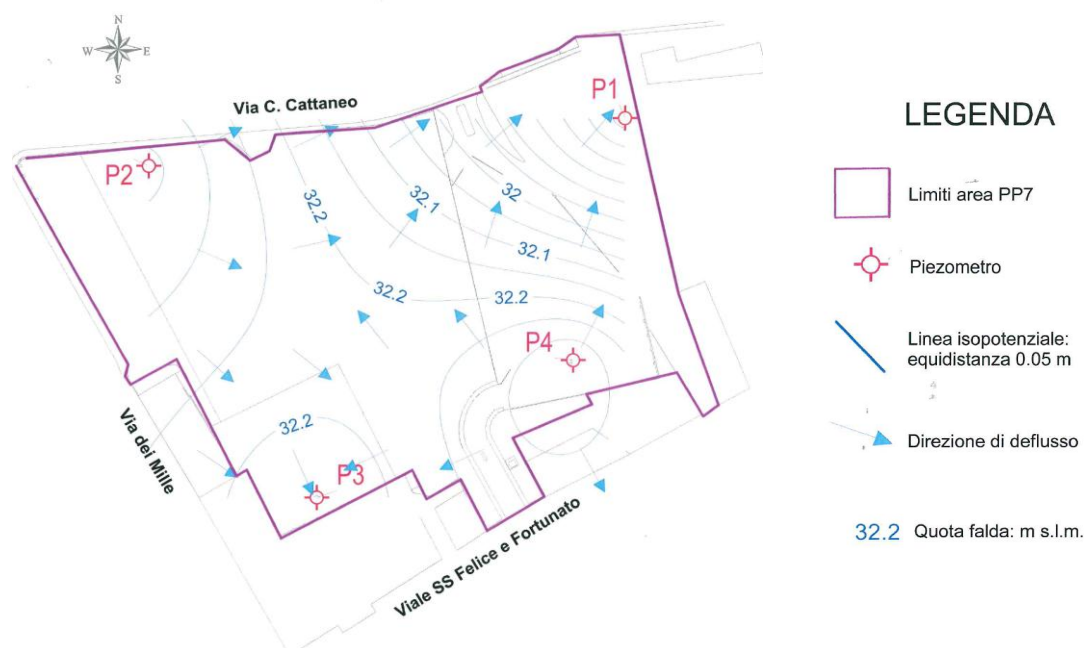 N
W E
S
Via C. Cattaneo
P1
P2
32.2
32.1
32
32.1
32.2
32.2
P4
32.2
P3
Via dei Mille
Viale SS Felice e Fortunato
LEGENDA
Limiti area PP7
Piezometro
Linea isopotenziale:
equidistanza 0.05 m
Direzione di deflusso
32.2 Quota falda: m s.l.m.